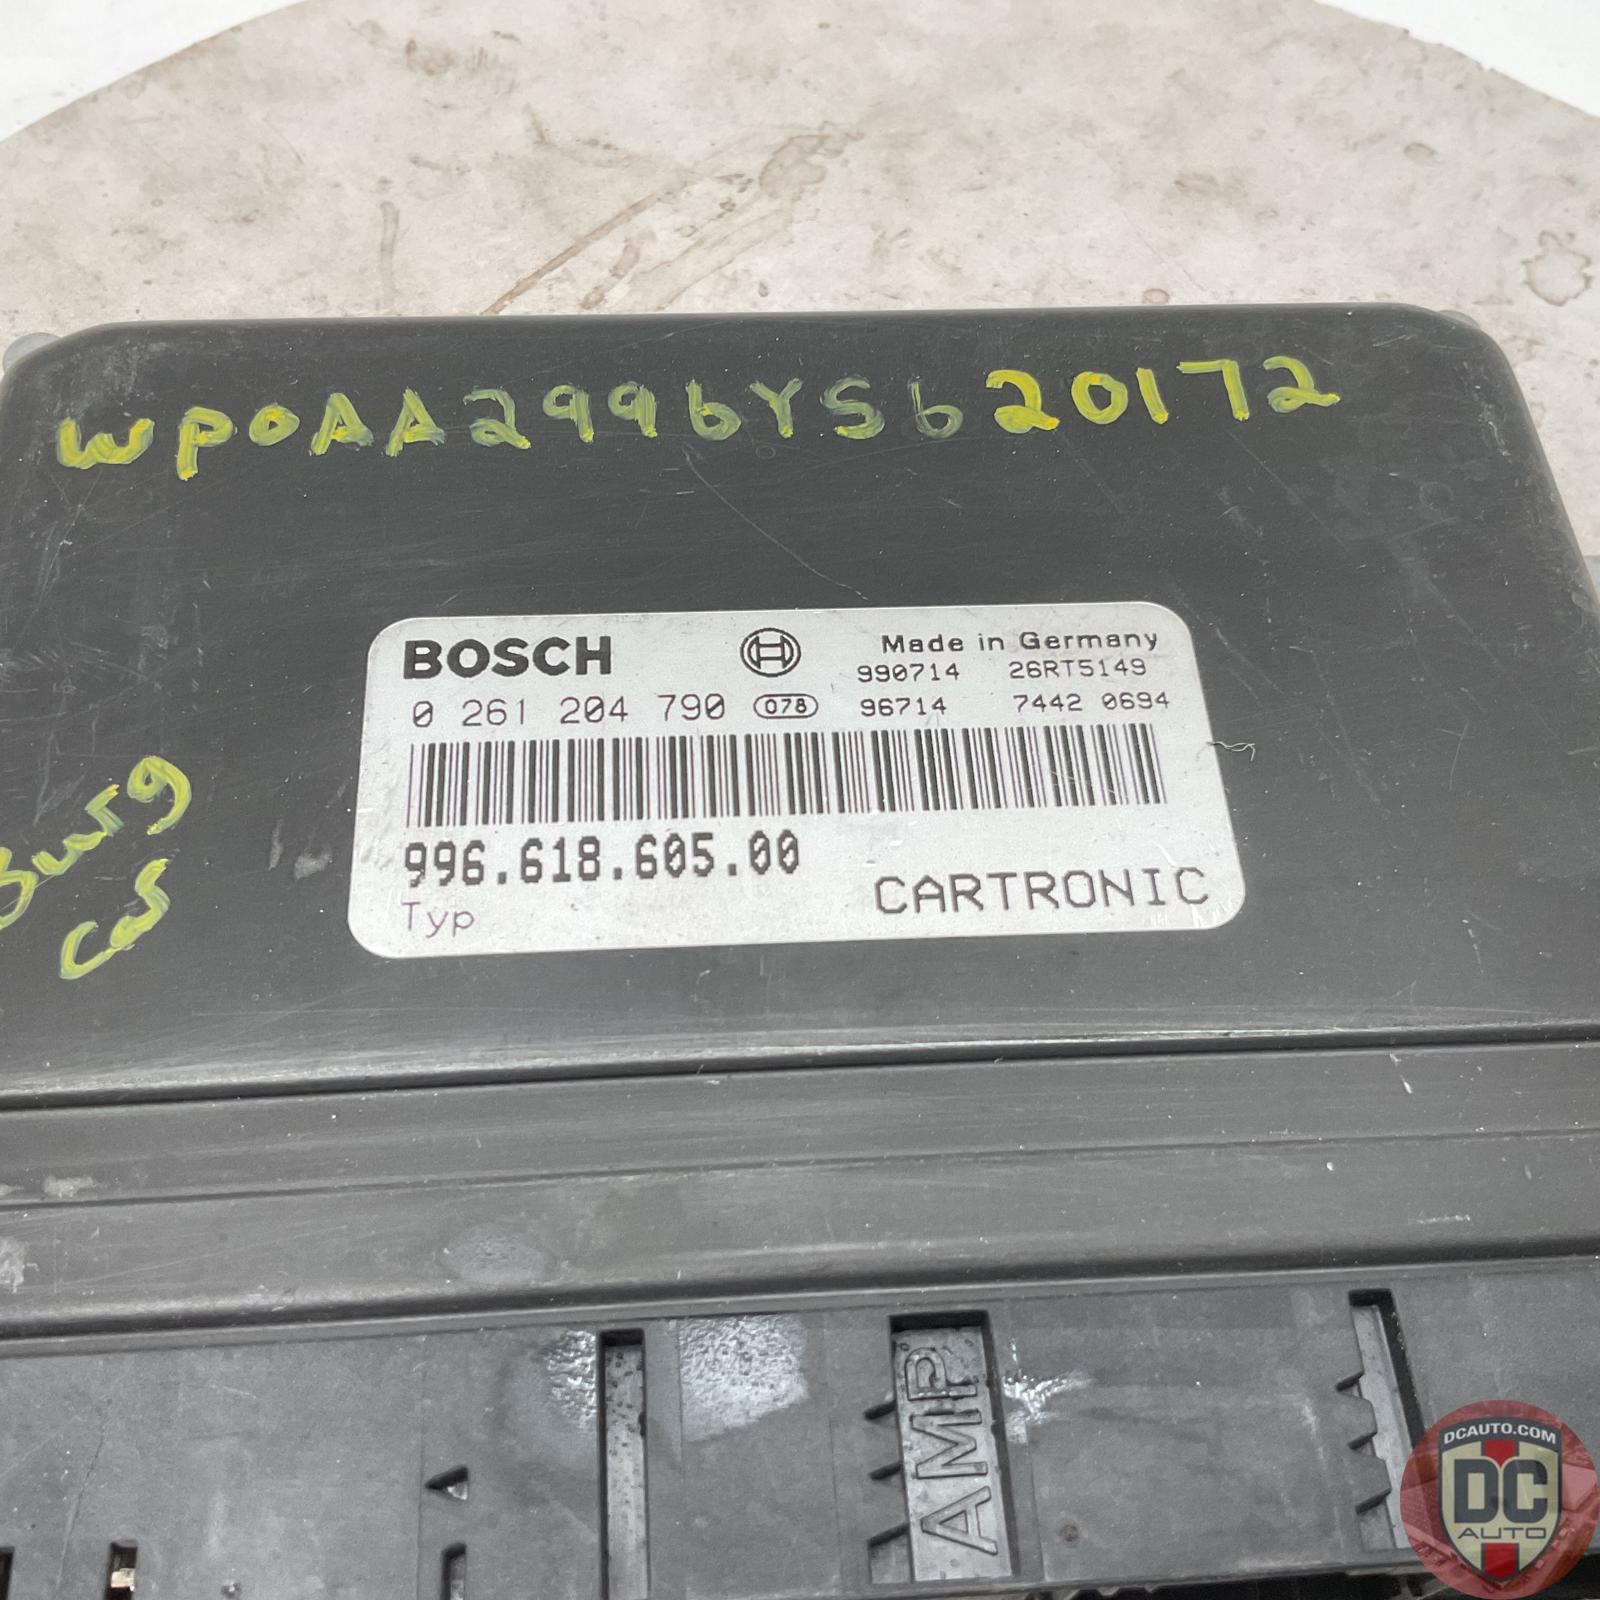 WP0AA2996YS620172
BOSCH
Made in Germany
990714 26RT5149
0 261 204 790 078 96714 7442 0694
996.618.605.00
Typ
CARTRONIC
AMP
DCAUTO.COM
DC
AUTO